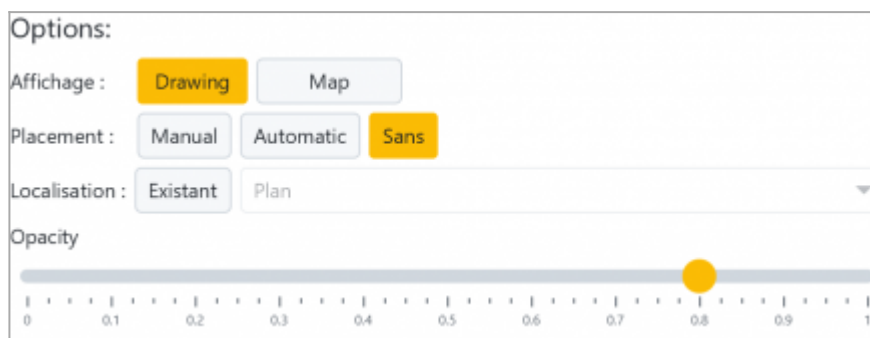 Options:
Affichage : Drawing Map
Placement : Manual Automatic Sans
Localisation : Existant Plan
Opacity
0 0.1 0.2 0.3 0.4 0.5 0.6 0.7 0.8 0.9 1